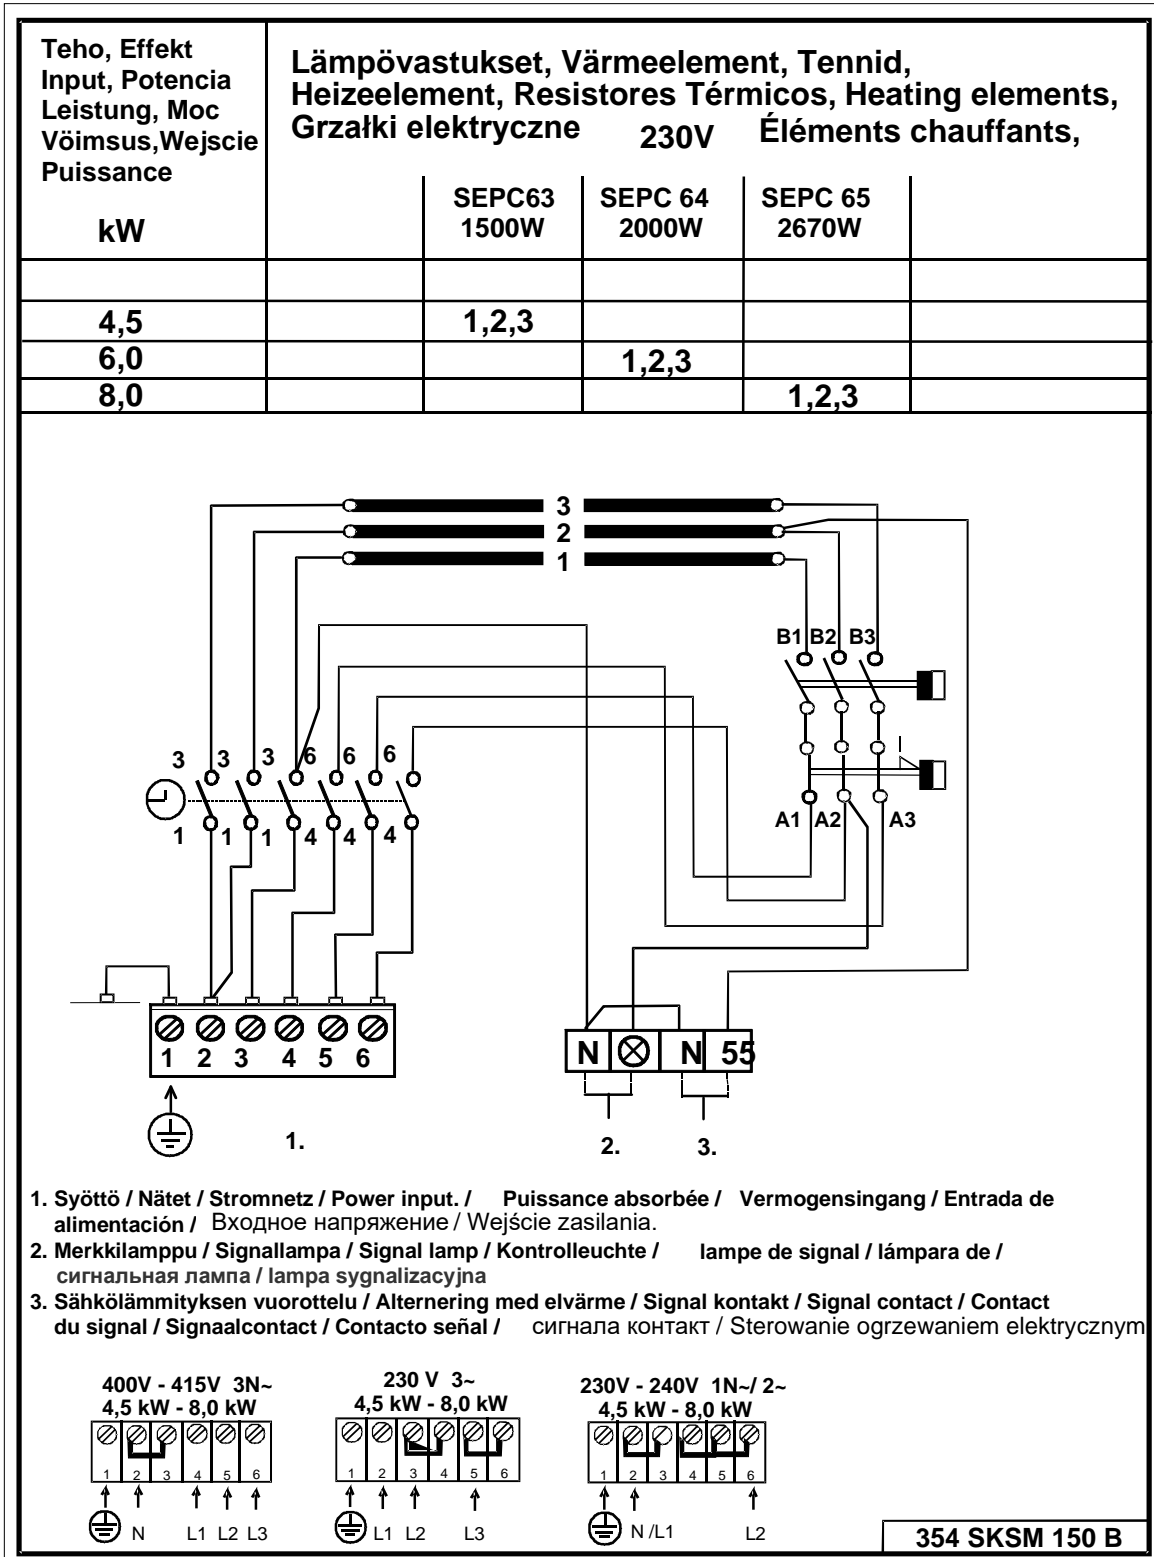 Teho, Effekt
Input, Potencia
Leistung, Moc
Vöimsus,Wejscie
Puissance
kW
Lämpövastukset, Värmeelement, Tennid,
Heizeelement, Resistores Térmicos, Heating elements,
Grzałki elektryczne 230V Éléments chauffants,
SEPC63 SEPC 64 SEPC 65
1500W 2000W 2670W
4,5 1,2,3
6,0 1,2,3
8,0 1,2,3
3
2
1
B1 B2 B3
3 3 3 6 6 6
1 1 1 4 4 4
A1 A2 A3
1 2 3 4 5 6
N N 55
1. 2. 3.
1. Syöttö / Nätet / Stromnetz / Power input. / Puissance absorbée / Vermogensingang / Entrada de
alimentación / Входное напряжение / Wejście zasilania.
2. Merkkilamppu / Signallampa / Signal lamp / Kontrolleuchte / lampe de signal / lámpara de /
сигнальная лампа / lampa sygnalizacyjna
3. Sähkölämmityksen vuorottelu / Alternering med elvärme / Signal kontakt / Signal contact / Contact
du signal / Signaalcontact / Contacto señal / сигнала контакт / Sterowanie ogrzewaniem elektrycznym
400V - 415V 3N~
4,5 kW - 8,0 kW
1 2 3 4 5 6
N L1 L2 L3
230 V 3~
4,5 kW - 8,0 kW
1 2 3 4 5 6
L1 L2 L3
230V - 240V 1N~/ 2~
4,5 kW - 8,0 kW
1 2 3 4 5 6
N /L1 L2
354 SKSM 150 B